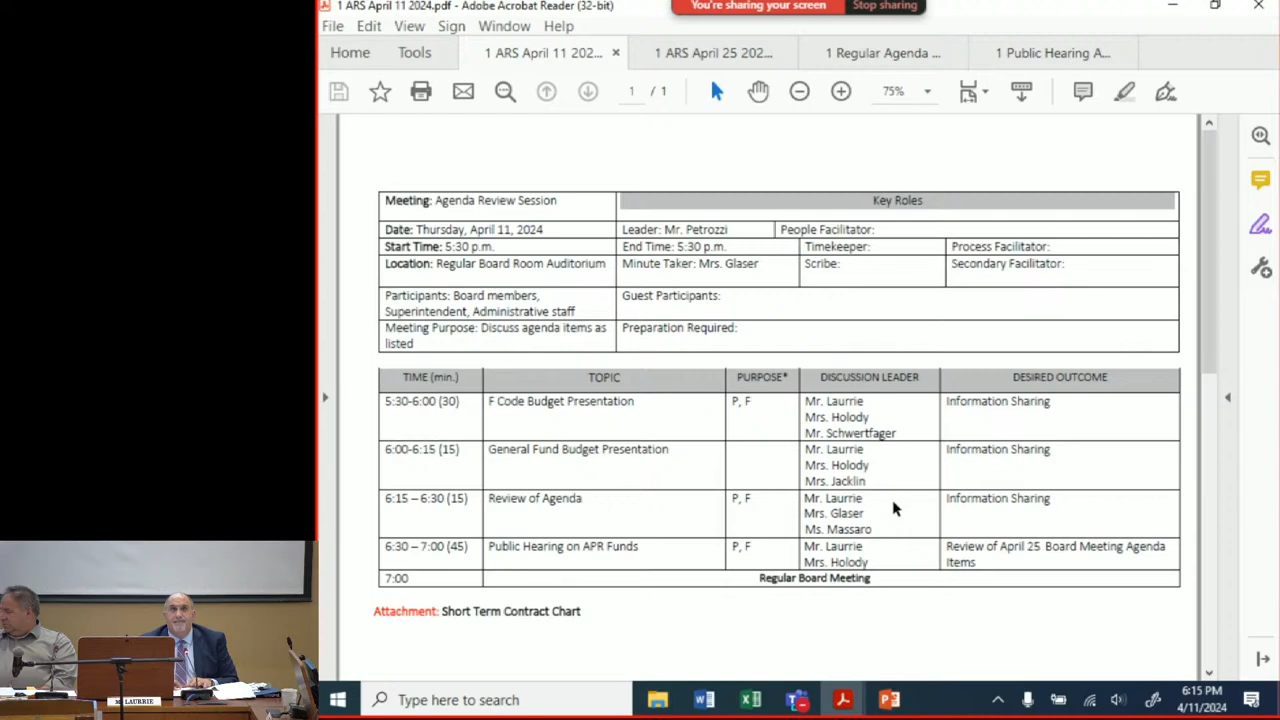 1 ARS April 11 2024.pdf - Adobe Acrobat Reader (32-bit)
You're sharing your screen
Stop sharing
File Edit View Sign Window Help
Home Tools 1 ARS April 11 202... × 1 ARS April 25 202... 1 Regular Agenda ... 1 Public Hearing A...
1 / 1 75%
Meeting: Agenda Review Session Key Roles
Date: Thursday, April 11, 2024 Leader: Mr. Petrozzi People Facilitator:
Start Time: 5:30 p.m. End Time: 5:30 p.m. Timekeeper: Process Facilitator:
Location: Regular Board Room Auditorium Minute Taker: Mrs. Glaser Scribe: Secondary Facilitator:
Participants: Board members, Guest Participants:
Superintendent, Administrative staff
Meeting Purpose: Discuss agenda items as Preparation Required:
listed
TIME (min.) TOPIC PURPOSE* DISCUSSION LEADER DESIRED OUTCOME
5:30-6:00 (30) F Code Budget Presentation P, F Mr. Laurrie Information Sharing
Mrs. Holody
Mr. Schwertfager
6:00-6:15 (15) General Fund Budget Presentation Mr. Laurrie Information Sharing
Mrs. Holody
Mrs. Jacklin
6:15 – 6:30 (15) Review of Agenda P, F Mr. Laurrie Information Sharing
Mrs. Glaser
Ms. Massaro
6:30 – 7:00 (45) Public Hearing on APR Funds P, F Mr. Laurrie Review of April 25 Board Meeting Agenda
Mrs. Holody Items
7:00 Regular Board Meeting
Attachment: Short Term Contract Chart
M. LAURRIE
Type here to search
6:15 PM
4/11/2024